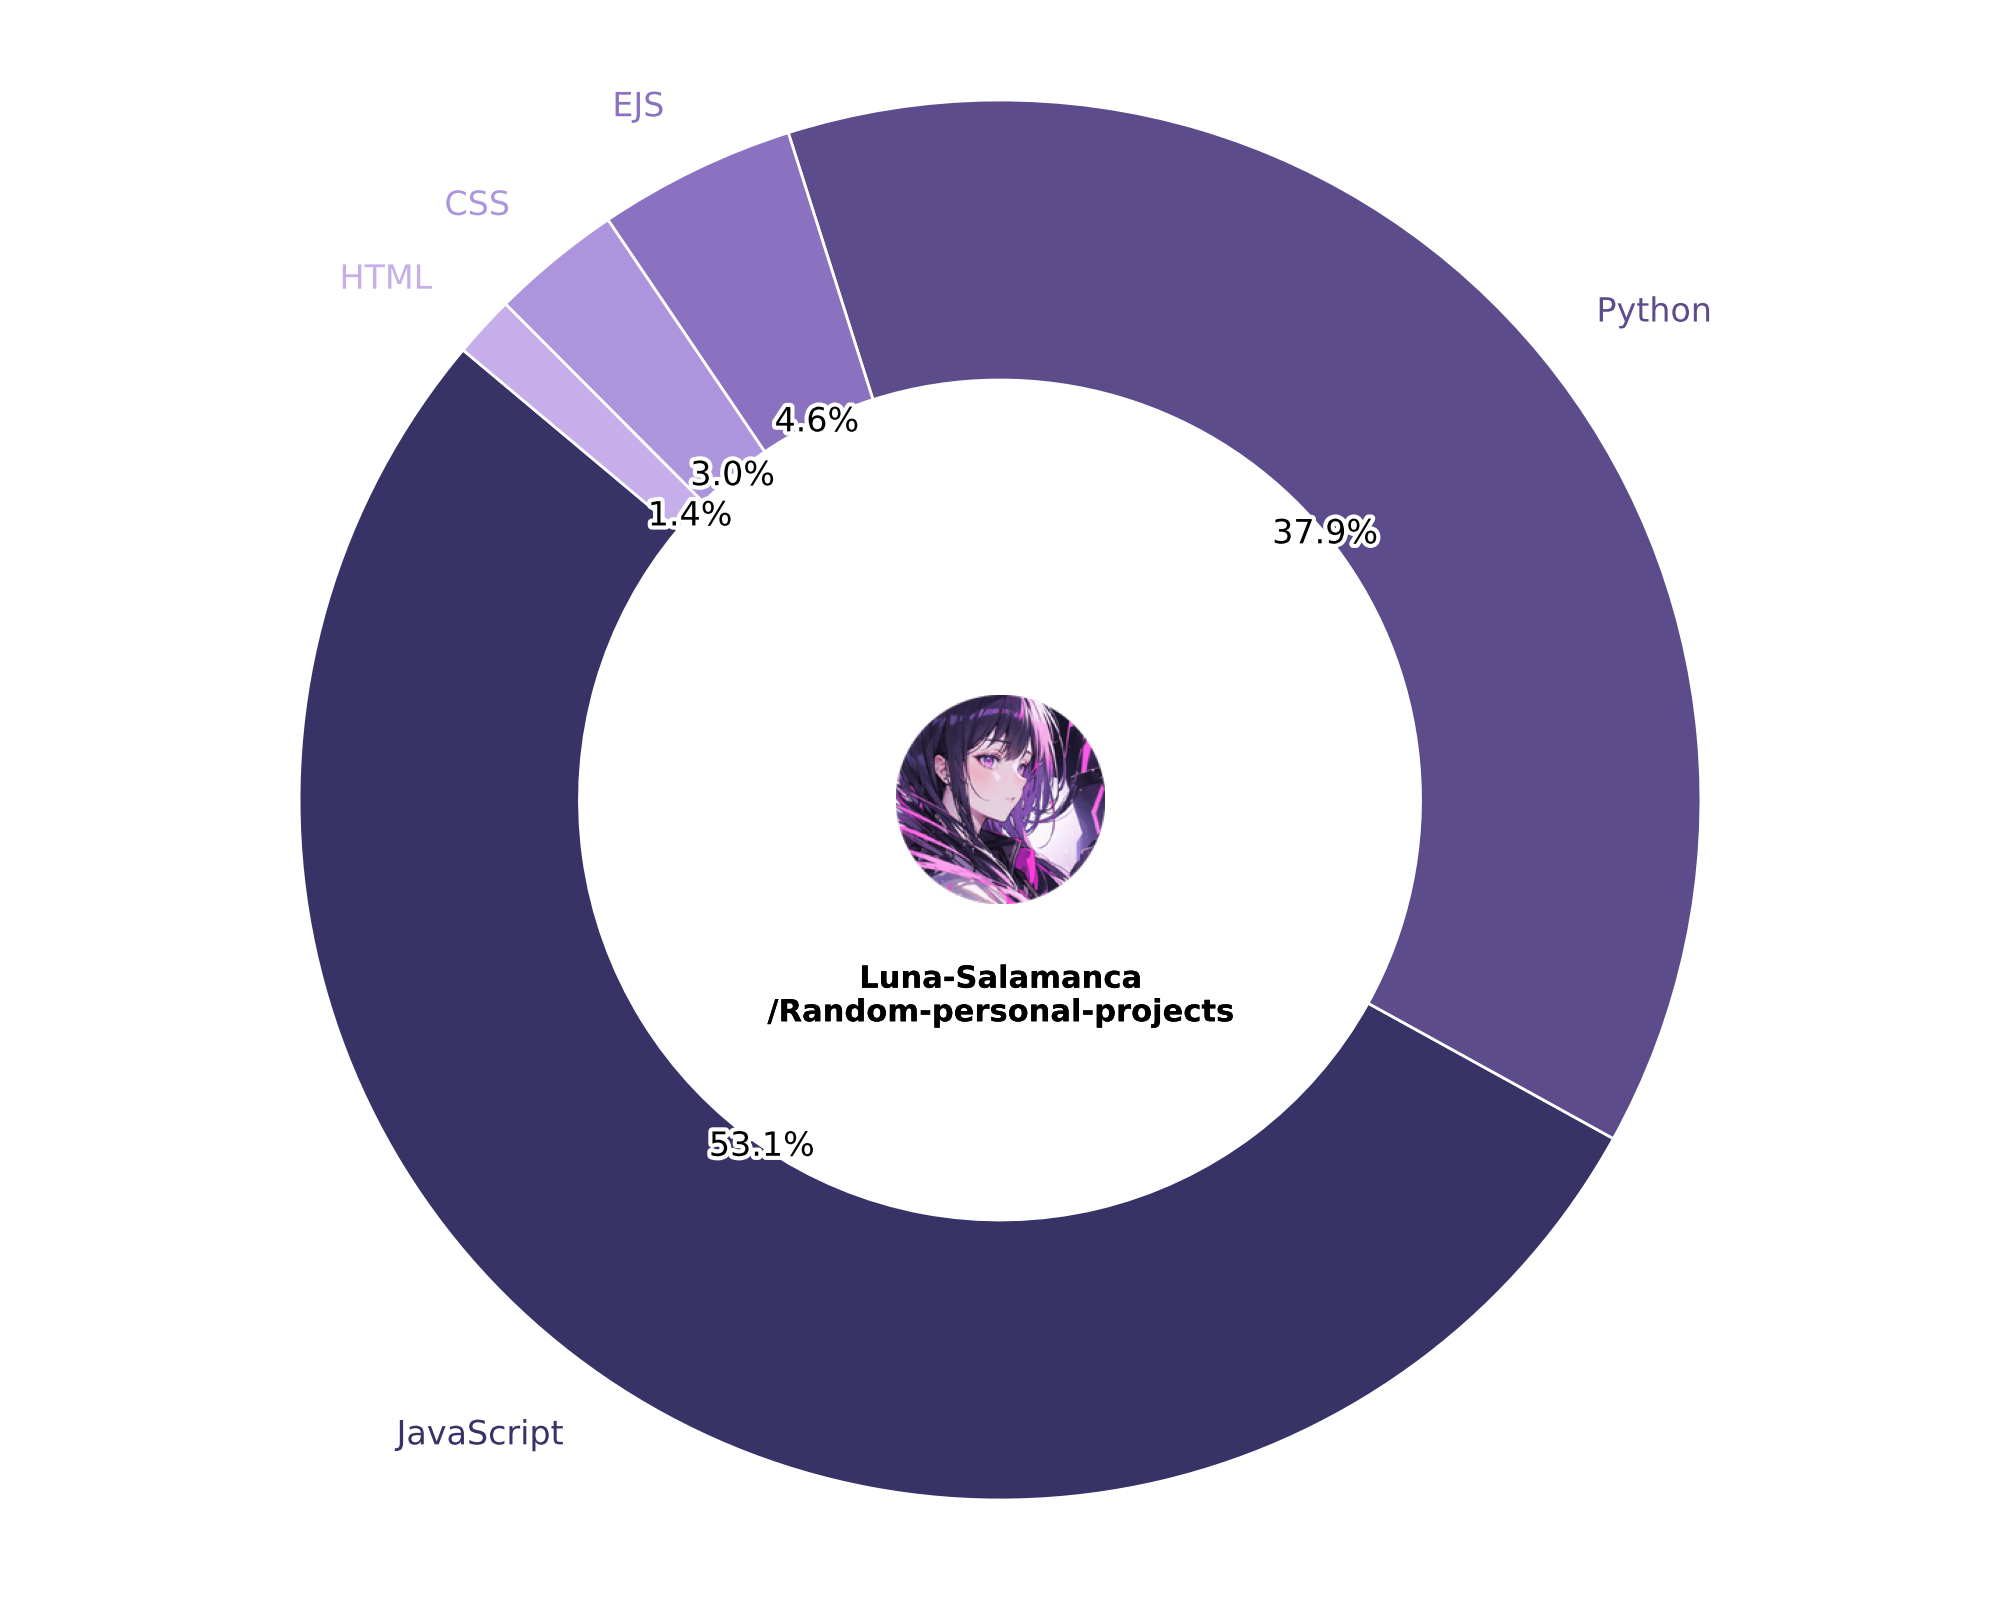 EJS
CSS
HTML
Python
4.6%
3.0%
1.4%
37.9%
Luna-Salamanca
/Random-personal-projects
53.1%
JavaScript